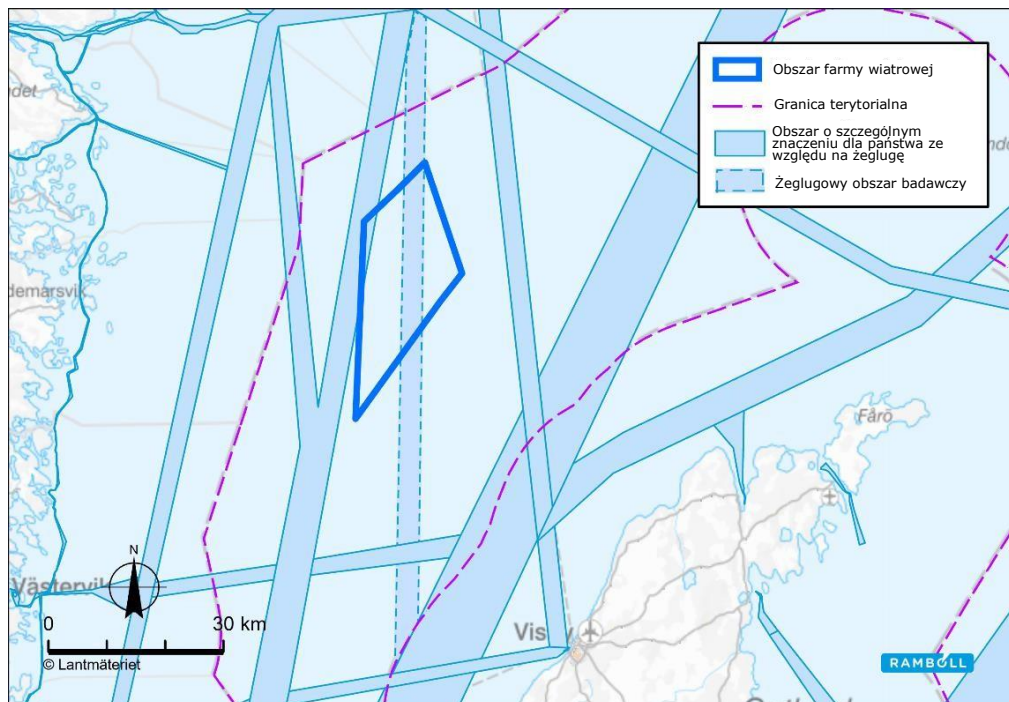 Obszar farmy wiatrowej
Granica terytorialna
Obszar o szczególnym
znaczeniu dla państwa ze
względu na żeglugę
Żeglugowy obszar badawczy
demarsvik
Fårö
N
Västervik
0 30 km
© Lantmäteriet
Visby
RAMBOLL